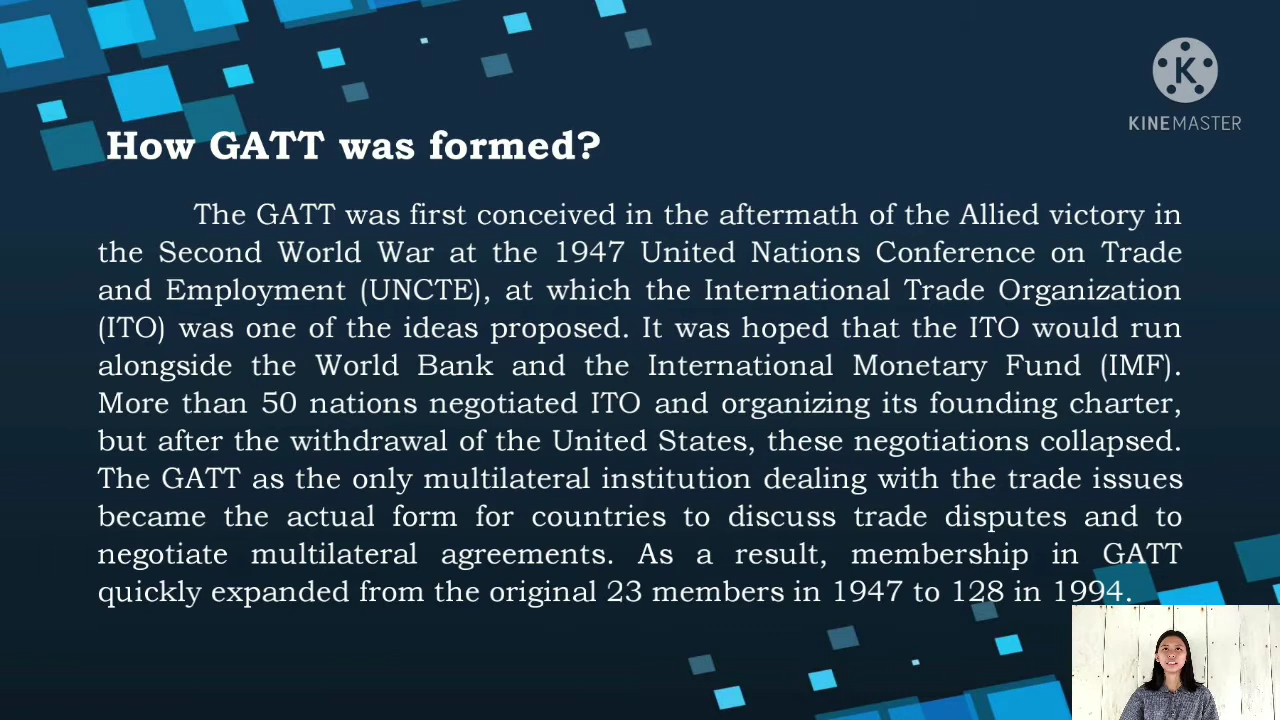 KINEMASTER
How GATT was formed?
The GATT was first conceived in the aftermath of the Allied victory in
the Second World War at the 1947 United Nations Conference on Trade
and Employment (UNCTE), at which the International Trade Organization
(ITO) was one of the ideas proposed. It was hoped that the ITO would run
alongside the World Bank and the International Monetary Fund (IMF).
More than 50 nations negotiated ITO and organizing its founding charter,
but after the withdrawal of the United States, these negotiations collapsed.
The GATT as the only multilateral institution dealing with the trade issues
became the actual form for countries to discuss trade disputes and to
negotiate multilateral agreements. As a result, membership in GATT
quickly expanded from the original 23 members in 1947 to 128 in 1994.